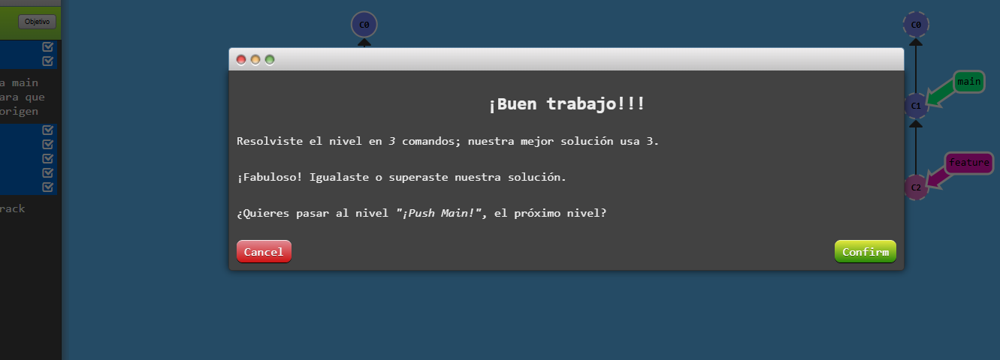 Objetivo
C0
C0
a main
ara que
origen
main
C1
¡Buen trabajo!!!
Resolviste el nivel en 3 comandos; nuestra mejor solución usa 3.
feature
¡Fabuloso! Igualaste o superaste nuestra solución.
C2
rack
¿Quieres pasar al nivel "¡Push Main!", el próximo nivel?
Cancel
Confirm